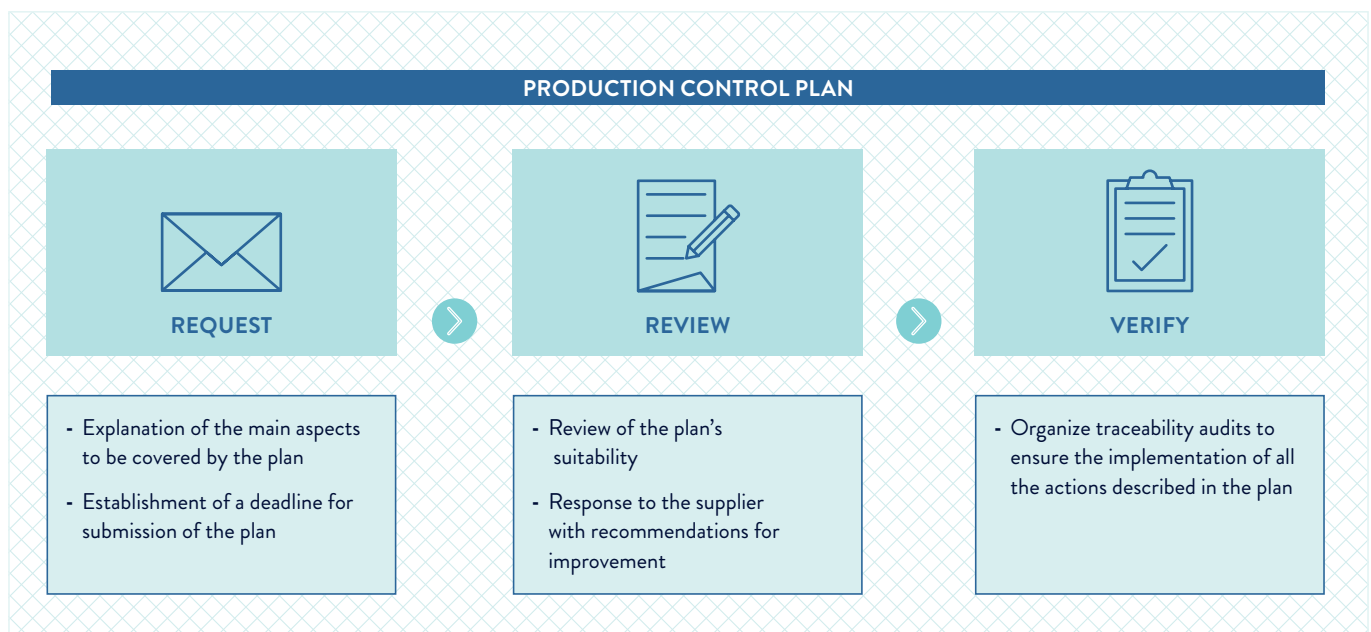 PRODUCTION CONTROL PLAN
REQUEST
- Explanation of the main aspects
to be covered by the plan
- Establishment of a deadline for
submission of the plan
REVIEW
- Review of the plan's
suitability
- Response to the supplier
with recommendations for
improvement
VERIFY
- Organize traceability audits to
ensure the implementation of all
the actions described in the plan